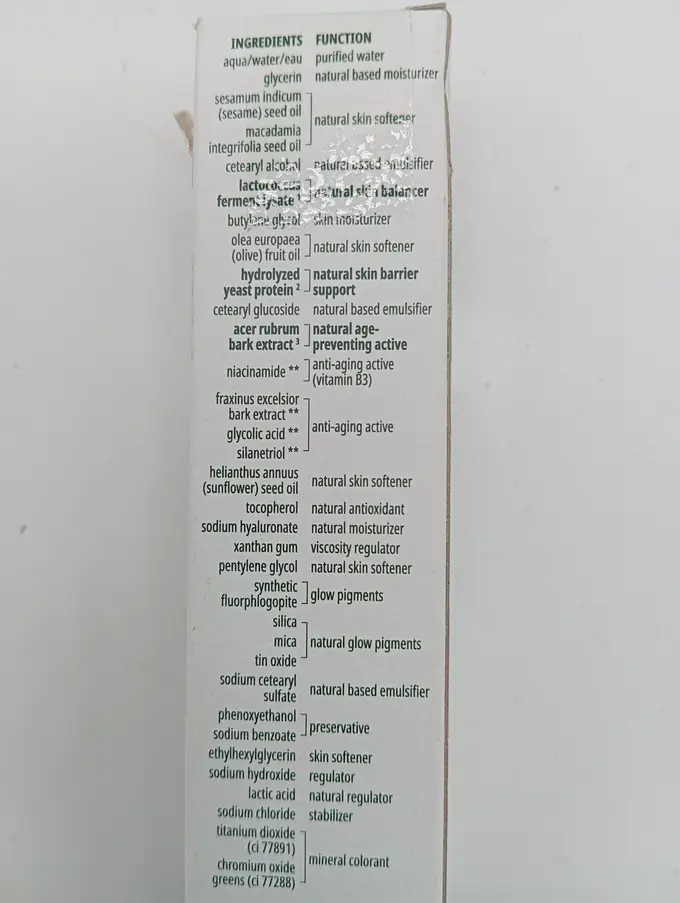 INGREDIENTS FUNCTION
aqua/water/eau purified water
glycerin natural based moisturizer
sesamum indicum
(sesame) seed oil
natural skin softener
macadamia
integrifolia seed oil
cetearyl alcohol natural based emulsifier
lactococcus
ferment lysate ¹ natural skin balancer
butylene glycol skin moisturizer
olea europaea
(olive) fruit oil natural skin softener
hydrolyzed natural skin barrier
yeast protein ² support
cetearyl glucoside natural based emulsifier
acer rubrum natural age-
bark extract ³ preventing active
niacinamide ** anti-aging active
(vitamin B3)
fraxinus excelsior
bark extract **
glycolic acid ** anti-aging active
silanetriol **
helianthus annuus
(sunflower) seed oil natural skin softener
tocopherol natural antioxidant
sodium hyaluronate natural moisturizer
xanthan gum viscosity regulator
pentylene glycol natural skin softener
synthetic
fluorphlogopite glow pigments
silica
mica natural glow pigments
tin oxide
sodium cetearyl
sulfate natural based emulsifier
phenoxyethanol
sodium benzoate preservative
ethylhexylglycerin skin softener
sodium hydroxide regulator
lactic acid natural regulator
sodium chloride stabilizer
titanium dioxide
(ci 77891)
mineral colorant
chromium oxide
greens (ci 77288)